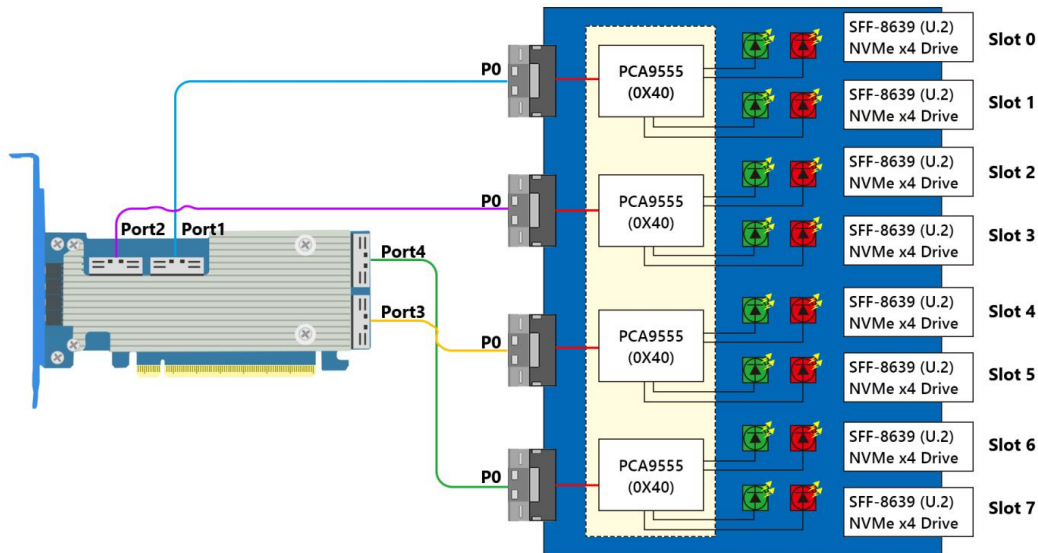 Port2
Port1
Port4
Port3
P0
P0
P0
P0
PCA9555
(0X40)
PCA9555
(0X40)
PCA9555
(0X40)
PCA9555
(0X40)
SFF-8639 (U.2)
NVMe x4 Drive
Slot 0
SFF-8639 (U.2)
NVMe x4 Drive
Slot 1
SFF-8639 (U.2)
NVMe x4 Drive
Slot 2
SFF-8639 (U.2)
NVMe x4 Drive
Slot 3
SFF-8639 (U.2)
NVMe x4 Drive
Slot 4
SFF-8639 (U.2)
NVMe x4 Drive
Slot 5
SFF-8639 (U.2)
NVMe x4 Drive
Slot 6
SFF-8639 (U.2)
NVMe x4 Drive
Slot 7